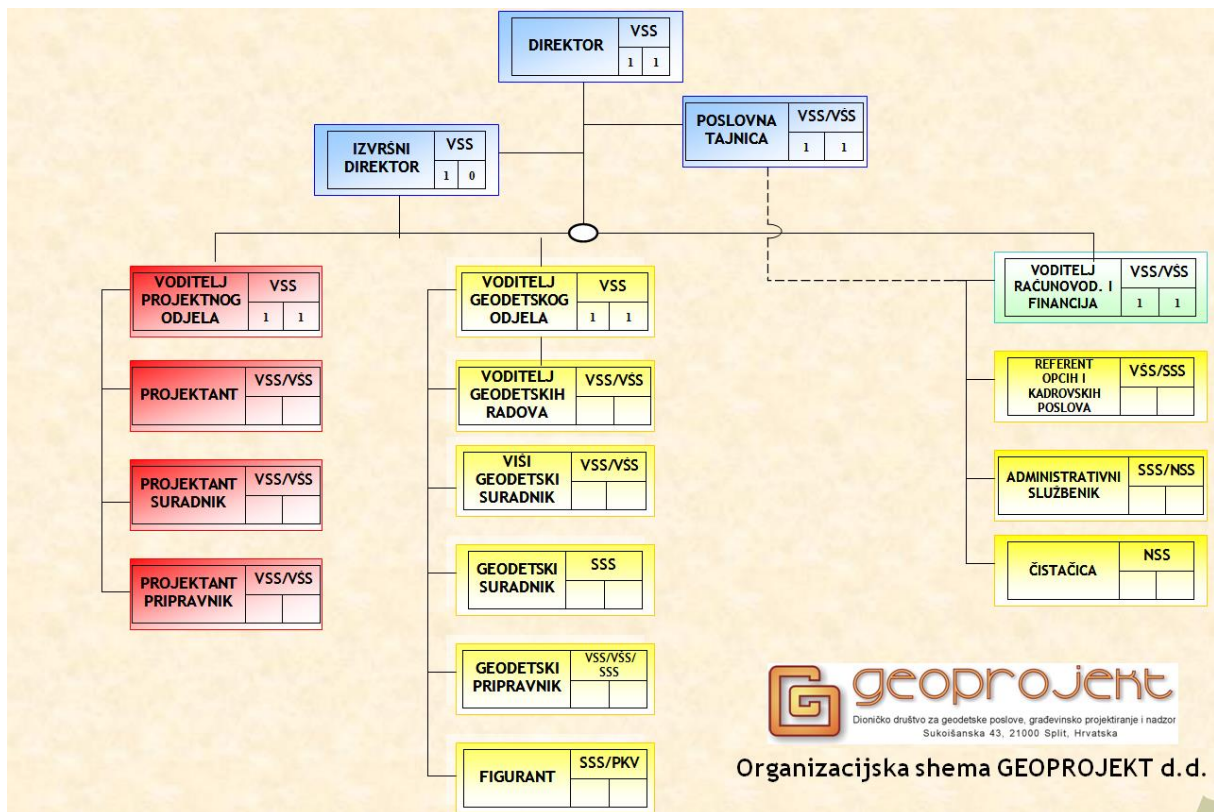 DIREKTOR
VSS
1 1
POSLOVNA
TAJNICA
VSS/VŠS
1 1
IZVRŠNI
DIREKTOR
VSS
1 0
VODITELJ
PROJEKTNOG
ODJELA
VSS
1 1
PROJEKTANT
VSS/VŠS
PROJEKTANT
SURADNIK
VSS/VŠS
PROJEKTANT
PRIPRAVNIK
VSS/VŠS
VODITELJ
GEODETSKOG
ODJELA
VSS
1 1
VODITELJ
GEODETSKIH
RADOVA
VSS/VŠS
VIŠI
GEODETSKI
SURADNIK
VSS/VŠS
GEODETSKI
SURADNIK
SSS
GEODETSKI
PRIPRAVNIK
VSS/VŠS/
SSS
FIGURANT
SSS/PKV
VODITELJ
RAČUNOVOD. I
FINANCIJA
VSS/VŠS
1 1
REFERENT
OPCIH I
KADROVSKIH
POSLOVA
VŠS/SSS
ADMINISTRATIVNI
SLUŽBENIK
SSS/NSS
ČISTAČICA
NSS
geoprojekt
Dioničko društvo za geodetske poslove, građevinsko projektiranje i nadzor
Sukoišanska 43, 21000 Split, Hrvatska
Organizacijska shema GEOPROJEKT d.d.